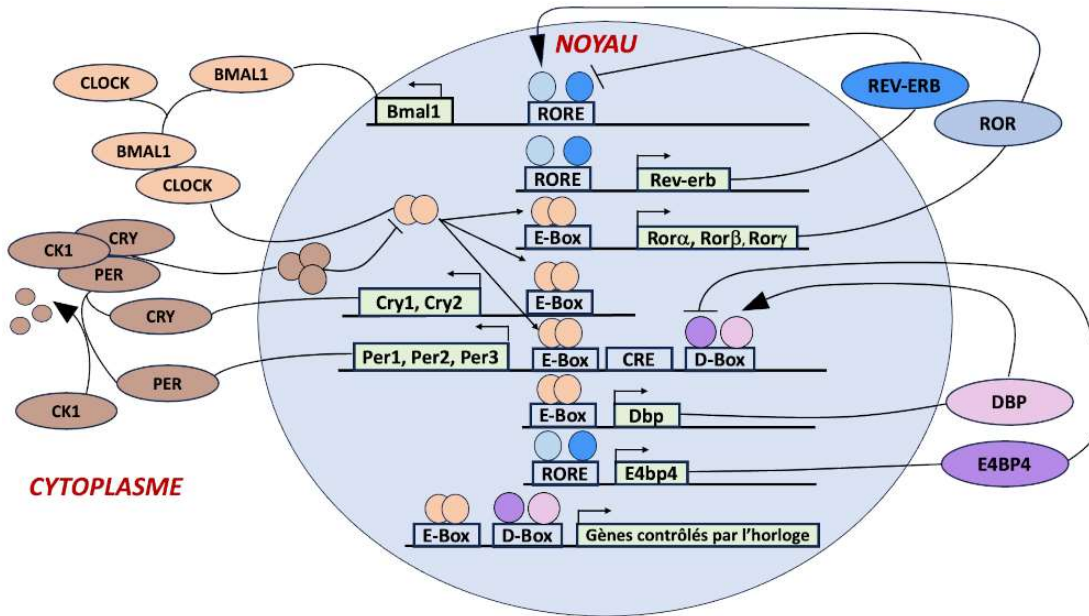 NOYAU
CLOCK
BMAL1
REV-ERB
Bmal1
RORE
ROR
BMAL1
CLOCK
RORE
Rev-erb
CRY
CK1
PER
E-Box
Rorα, Rorβ, Rorγ
CRY
Cry1, Cry2
E-Box
PER
Per1, Per2, Per3
E-Box
CRE
D-Box
CK1
E-Box
Dbp
DBP
CYTOPLASME
RORE
E4bp4
E4BP4
E-Box
D-Box
Gènes contrôlés par l’horloge